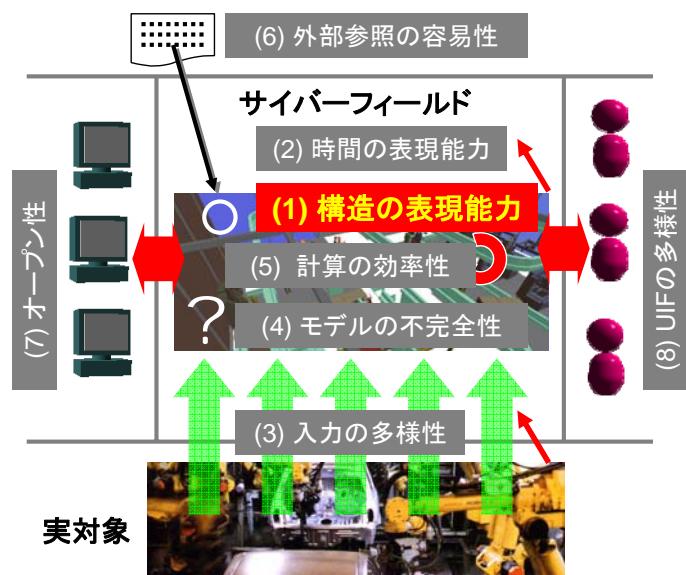 (6) 外部参照の容易性
サイバーフィールド
(2) 時間の表現能力
(1) 構造の表現能力
(5) 計算の効率性
?
(4) モデルの不完全性
(7) オープン性
(8) UIFの多様性
(3) 入力の多様性
実対象